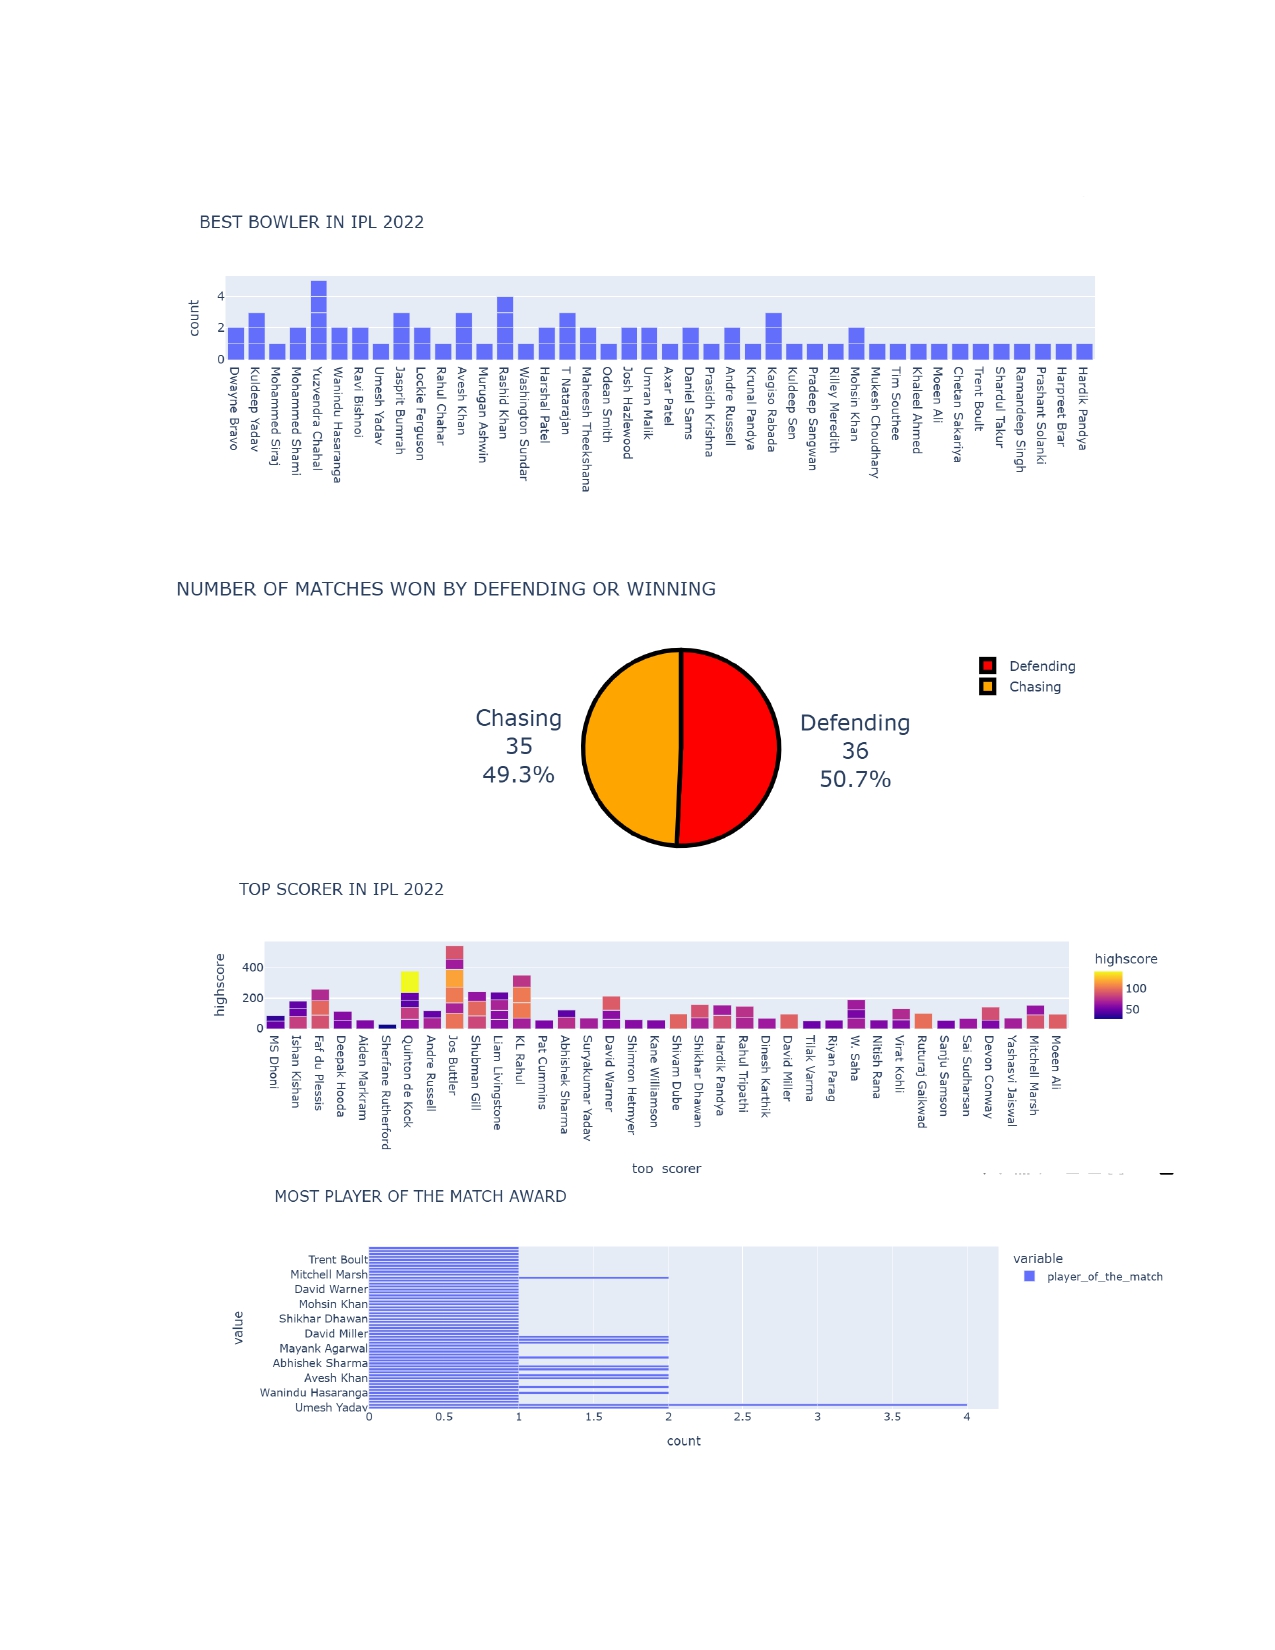 BEST BOWLER IN IPL 2022
count
4
2
0
Dwayne Bravo
Kuldeep Yadav
Mohammed Siraj
Mohammed Shami
Yuzvendra Chahal
Wanindu Hasaranga
Ravi Bishnoi
Umesh Yadav
Jasprit Bumrah
Lockie Ferguson
Rahul Chahar
Avesh Khan
Murugan Ashwin
Rashid Khan
Washington Sundar
Harshal Patel
T Natarajan
Maheesh Theekshana
Odean Smith
Josh Hazlewood
Umran Malik
Axar Patel
Daniel Sams
Prasidh Krishna
Andre Russell
Krunal Pandya
Kagiso Rabada
Kuldeep Sen
Pradeep Sangwan
Rilley Meredith
Mohsin Khan
Mukesh Choudhary
Tim Southee
Khaleel Ahmed
Moeen Ali
Chetan Sakariya
Trent Boult
Shardul Takur
Ramandeep Singh
Prashant Solanki
Harpreet Brar
Hardik Pandya
NUMBER OF MATCHES WON BY DEFENDING OR WINNING
Defending
Chasing
Chasing
35
49.3%
Defending
36
50.7%
TOP SCORER IN IPL 2022
highscore
400
200
0
MS Dhoni
Ishan Kishan
Faf du Plessis
Deepak Hooda
Aiden Markram
Sherfane Rutherford
Quinton de Kock
Andre Russell
Jos Buttler
Shubman Gill
Liam Livingstone
KL Rahul
Pat Cummins
Abhishek Sharma
Suryakumar Yadav
David Warner
Shimron Hetmyer
Kane Williamson
Shivam Dube
Shikhar Dhawan
Hardik Pandya
Rahul Tripathi
Dinesh Karthik
David Miller
Tilak Varma
Riyan Parag
W. Saha
Nitish Rana
Virat Kohli
Ruturaj Gaikwad
Sanju Samson
Sai Sudharsan
Devon Conway
Yashasvi Jaiswal
Mitchell Marsh
Moeen Ali
highscore
100
50
top_scorer
MOST PLAYER OF THE MATCH AWARD
value
Trent Boult
Mitchell Marsh
David Warner
Mohsin Khan
Shikhar Dhawan
David Miller
Mayank Agarwal
Abhishek Sharma
Avesh Khan
Wanindu Hasaranga
Umesh Yadav
0 0.5 1 1.5 2 2.5 3 3.5 4
count
variable
player_of_the_match